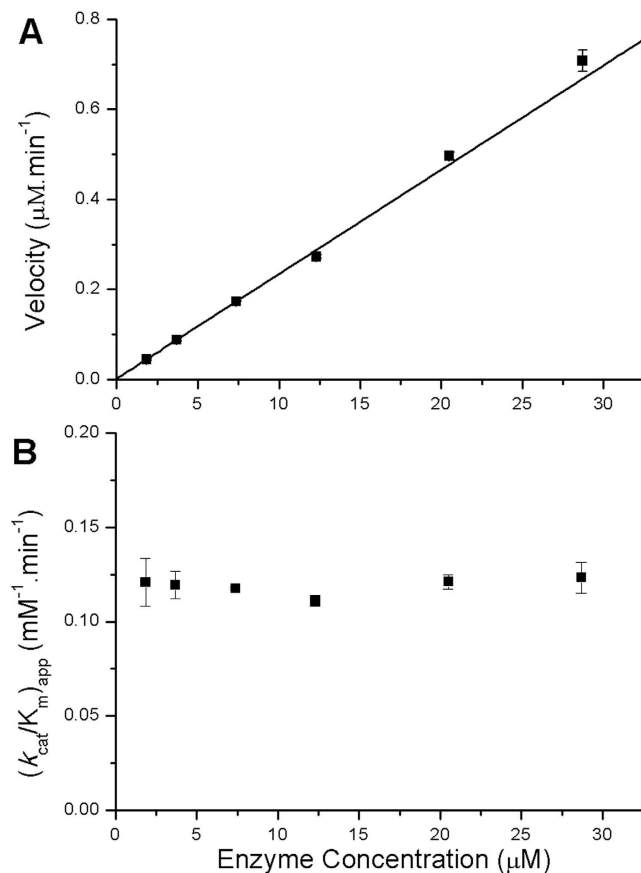 A
0.8
0.6
0.4
0.2
0.0
Velocity (μM.min⁻¹)
0 5 10 15 20 25 30
B
0.20
0.15
0.10
0.05
0.00
(kcat/Km)app (mM⁻¹.min⁻¹)
0 5 10 15 20 25 30
Enzyme Concentration (μM)